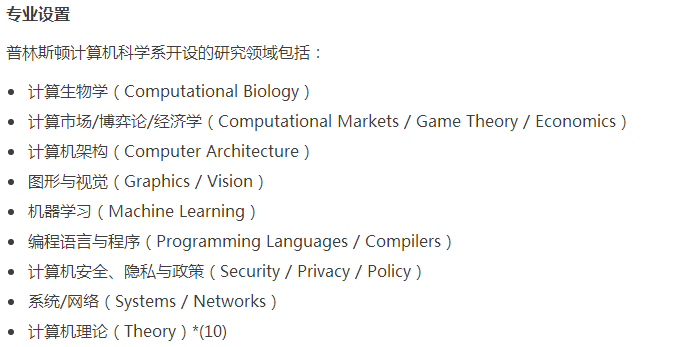 专业设置
普林斯顿计算机科学系开设的研究领域包括：
• 计算生物学（Computational Biology）
• 计算市场/博弈论/经济学（Computational Markets / Game Theory / Economics）
• 计算机架构（Computer Architecture）
• 图形与视觉（Graphics / Vision）
• 机器学习（Machine Learning）
• 编程语言与程序（Programming Languages / Compilers）
• 计算机安全、隐私与政策（Security / Privacy / Policy）
• 系统/网络（Systems / Networks）
• 计算机理论（Theory）*(10)